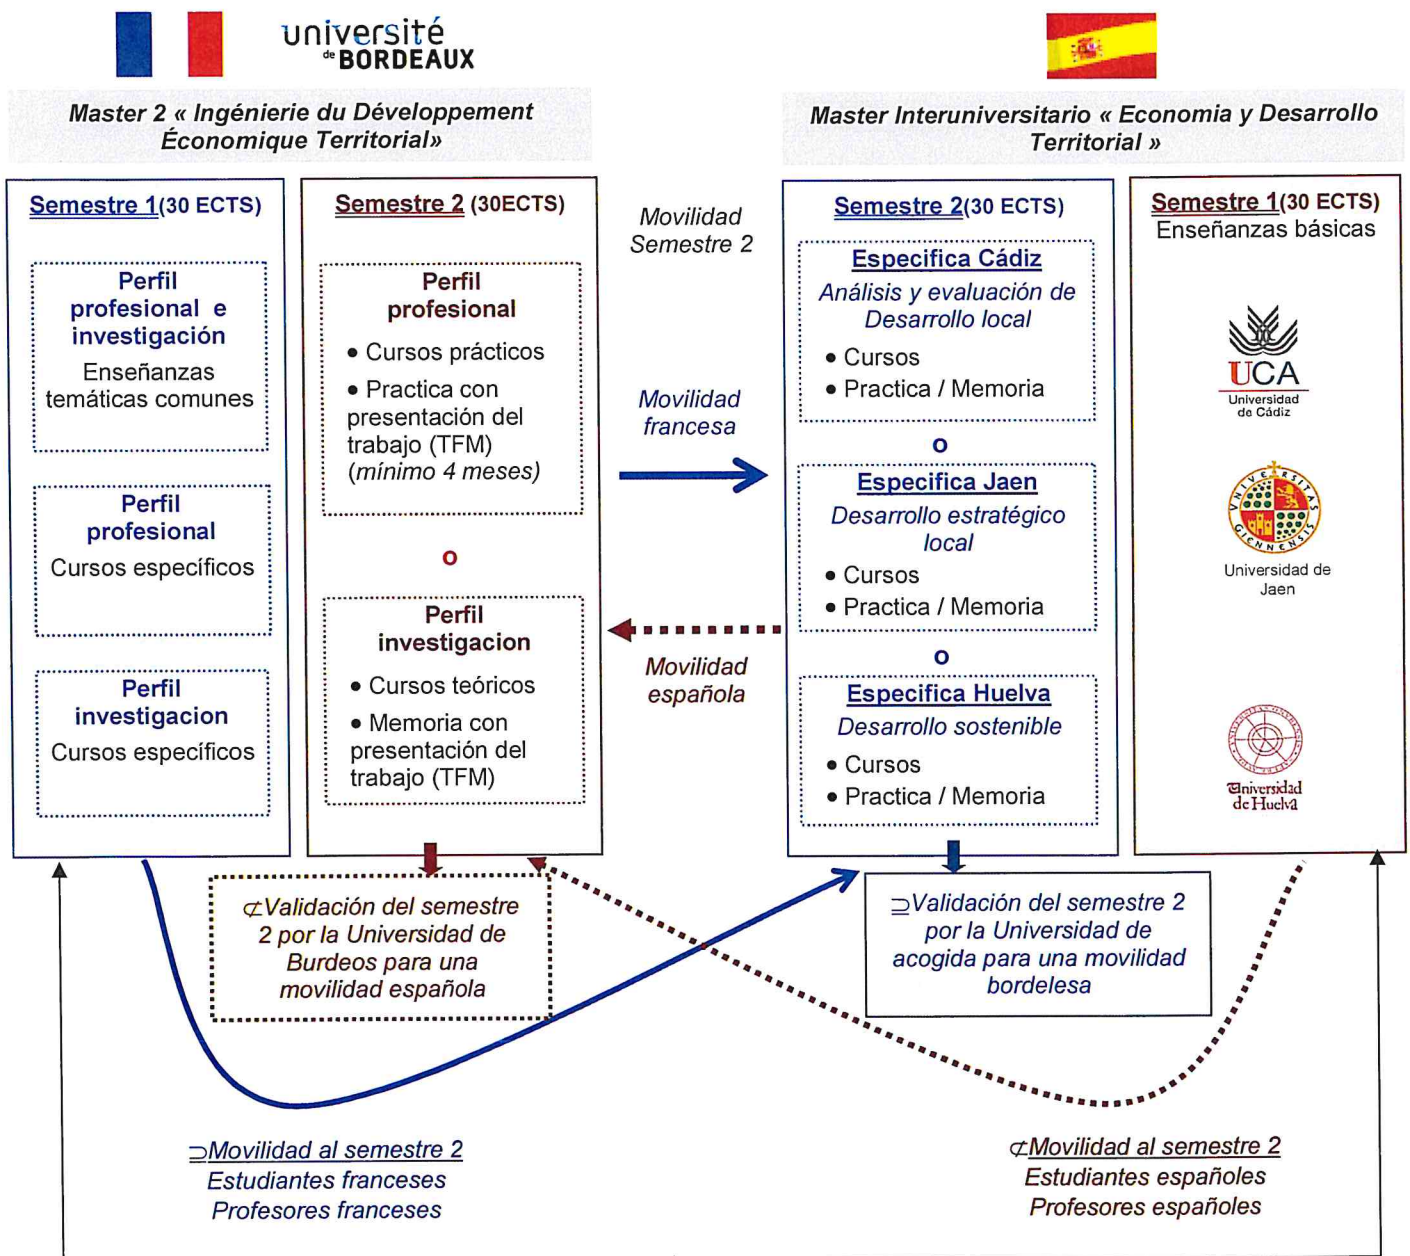 université
de BORDEAUX
Master 2 « Ingénierie du Développement
Économique Territorial»
Master Interuniversitario « Economia y Desarrollo
Territorial »
Semestre 1(30 ECTS)
Perfil
profesional e
investigación
Enseñanzas
temáticas comunes
Perfil
profesional
Cursos específicos
Perfil
investigacion
Cursos específicos
Semestre 2 (30ECTS)
Perfil
profesional
• Cursos prácticos
• Practica con
presentación del
trabajo (TFM)
(mínimo 4 meses)
o
Perfil
investigacion
• Cursos teóricos
• Memoria con
presentación del
trabajo (TFM)
Movilidad
Semestre 2
Movilidad
francesa
Movilidad
española
Semestre 2(30 ECTS)
Especifica Cádiz
Análisis y evaluación de
Desarrollo local
• Cursos
• Practica / Memoria
o
Especifica Jaen
Desarrollo estratégico
local
• Cursos
• Practica / Memoria
o
Especifica Huelva
Desarrollo sostenible
• Cursos
• Practica / Memoria
Semestre 1(30 ECTS)
Enseñanzas básicas
UCA
Universidad
de Cádiz
VNIVERSITAS
GIENNENSIS
Universidad de
Jaen
Universidad
de Huelva
⊄Validación del semestre
2 por la Universidad de
Burdeos para una
movilidad española
⊇Validación del semestre 2
por la Universidad de
acogida para una movilidad
bordelesa
⊇Movilidad al semestre 2
Estudiantes franceses
Profesores franceses
⊄Movilidad al semestre 2
Estudiantes españoles
Profesores españoles